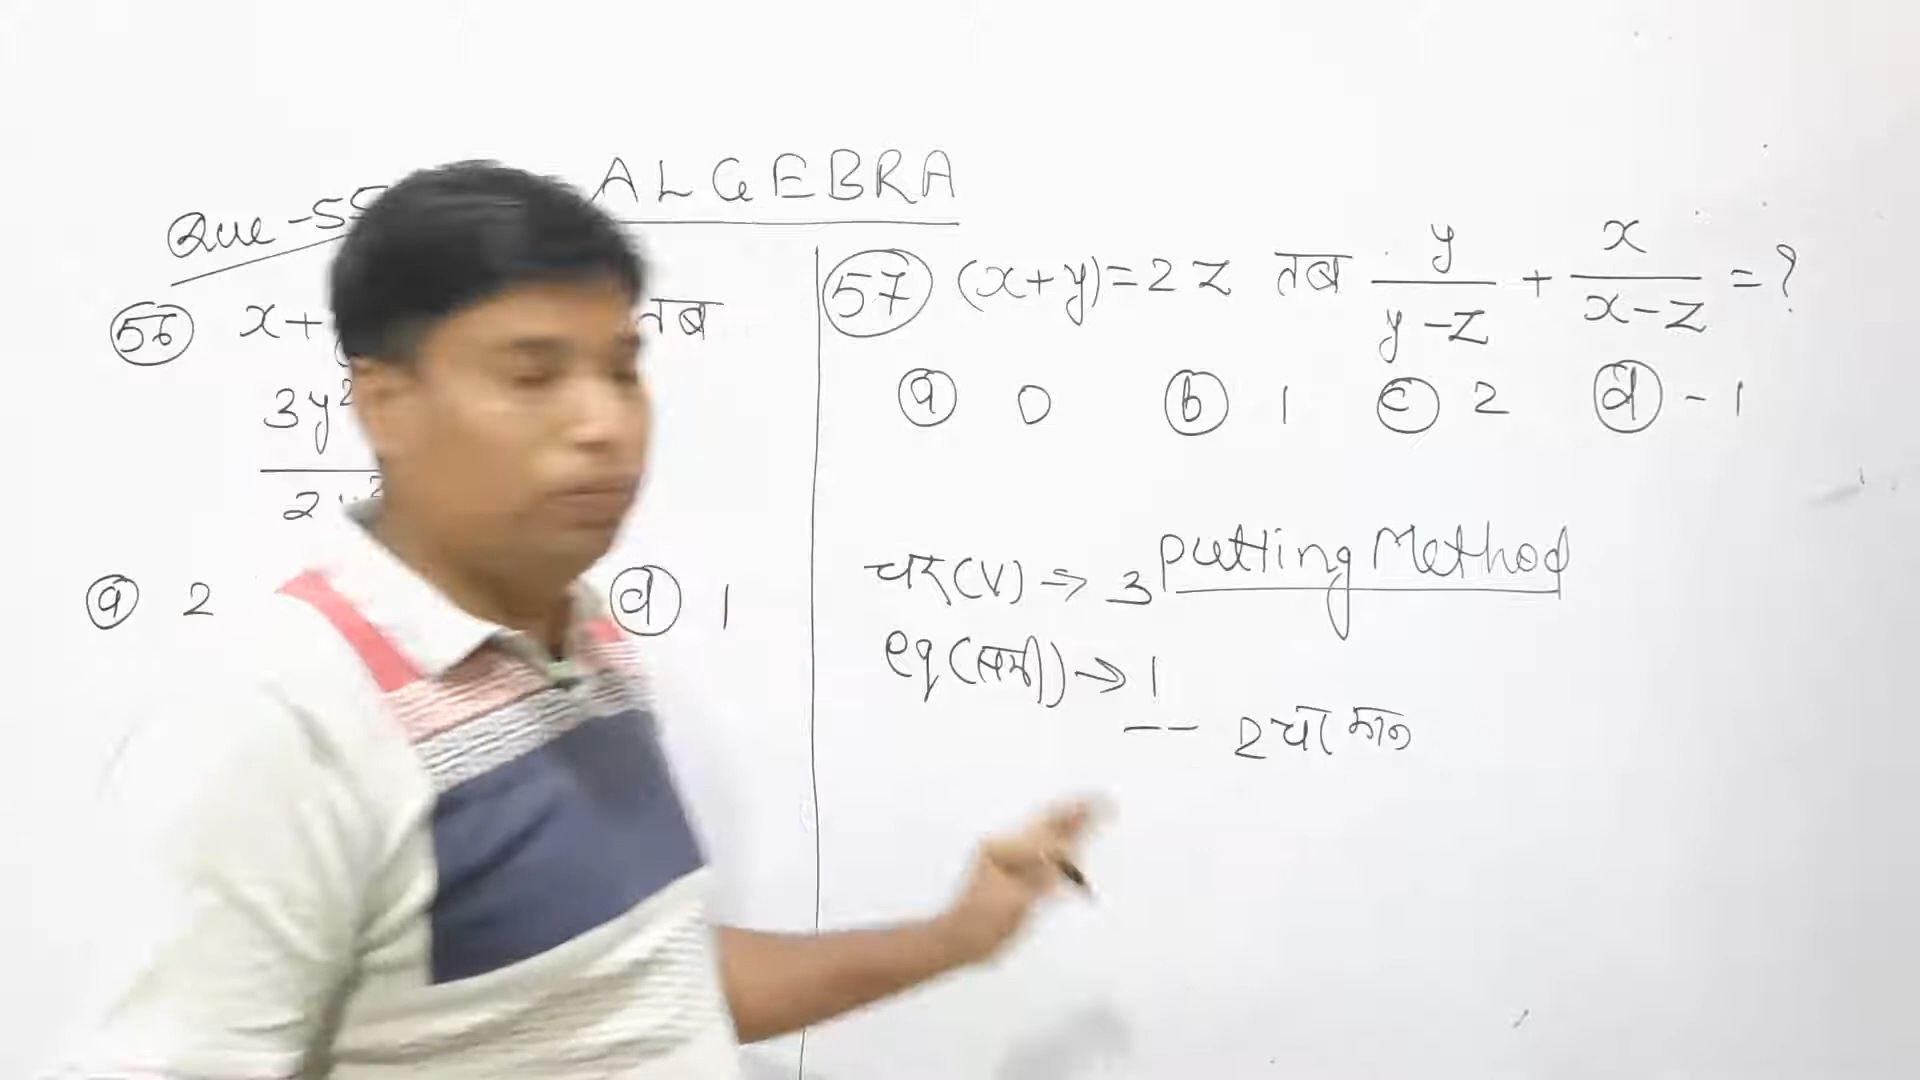 ALGEBRA
Que-55
56 x+ तब
3y²
2
a 2 d 1
57 (x+y)=2z तब y/(y-z) + x/(x-z) = ?
a 0 b 1 c 2 d -1
Putting Method
चर(V) → 3
eq(समी) → 1
-- 2 चर मान